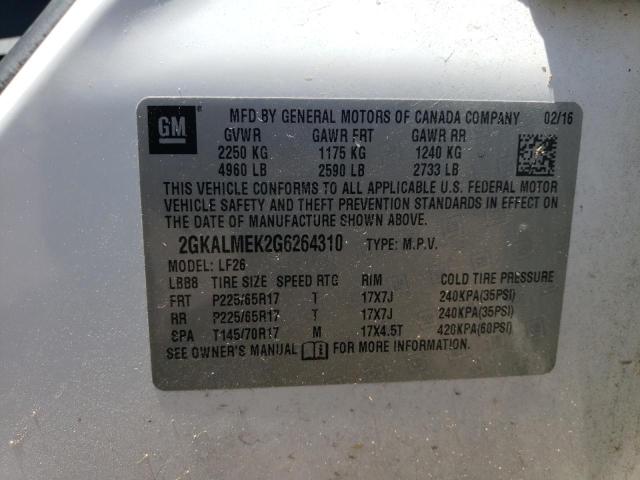 GM
MFD BY GENERAL MOTORS OF CANADA COMPANY 02/16
GVWR GAWR FRT GAWR RR
2250 KG 1175 KG 1240 KG
4960 LB 2590 LB 2733 LB
THIS VEHICLE CONFORMS TO ALL APPLICABLE U.S. FEDERAL MOTOR
VEHICLE SAFETY AND THEFT PREVENTION STANDARDS IN EFFECT ON
THE DATE OF MANUFACTURE SHOWN ABOVE.
2GKALMEK2G6264310 TYPE: M.P.V.
MODEL: LF26
LBB8 TIRE SIZE SPEED RTG RIM COLD TIRE PRESSURE
FRT P225/65R17 T 17X7J 240KPA(35PSI)
RR P225/65R17 T 17X7J 240KPA(35PSI)
SPA T145/70R17 M 17X4.5T 420KPA(60PSI)
SEE OWNER'S MANUAL FOR MORE INFORMATION.